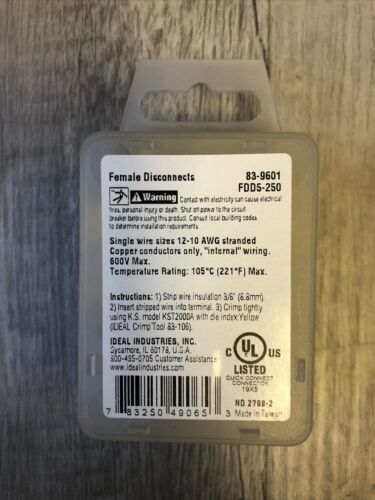 Female Disconnects 83-9601
FDD5-250
Warning Contact with electricity can cause electrical
fires, personal injury or death. Shut off power to the circuit
breaker before using this product. Consult local building codes
to determine installation requirements
Single wire sizes 12-10 AWG stranded
Copper conductors only, "internal" wiring.
600V Max.
Temperature Rating: 105°C (221°F) Max.
Instructions: 1) Strip wire insulation 3/8" (8.8mm).
2) Insert stripped wire into terminal. 3) Crimp tightly
using K.S. model KST2000A with die index Yellow
(IDEAL Crimp Tool 83-106).
IDEAL INDUSTRIES, INC.
Sycamore, IL 60178, U.S.A.
800-435-0705 Customer Assistance
www.idealindustries.com
C UL US
LISTED
QUICK CONNECT
CONNECTOR
19X5
ND 2798-2
Made in Taiwan
7 83250 49065 3